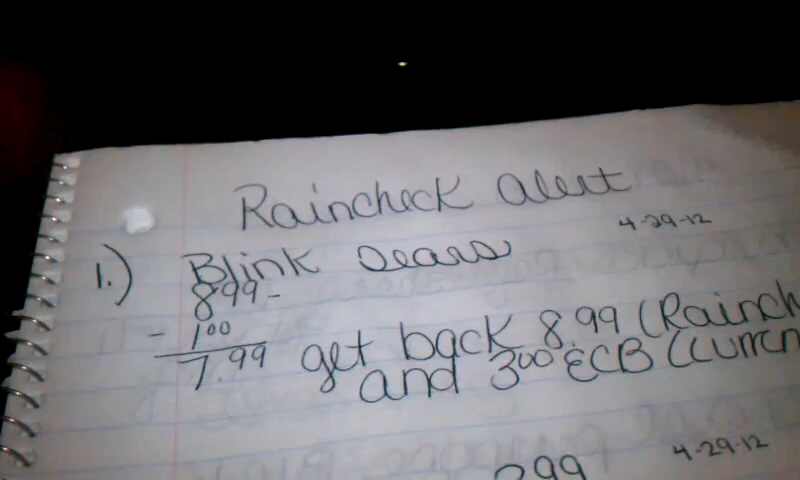 Raincheck Alert
4-29-12
1.) Blink Sears
8.99 -
- 1.00
7.99 get back 8.99 (Rainch
and 3.00 ECB (Curren
4-29-12
2.99